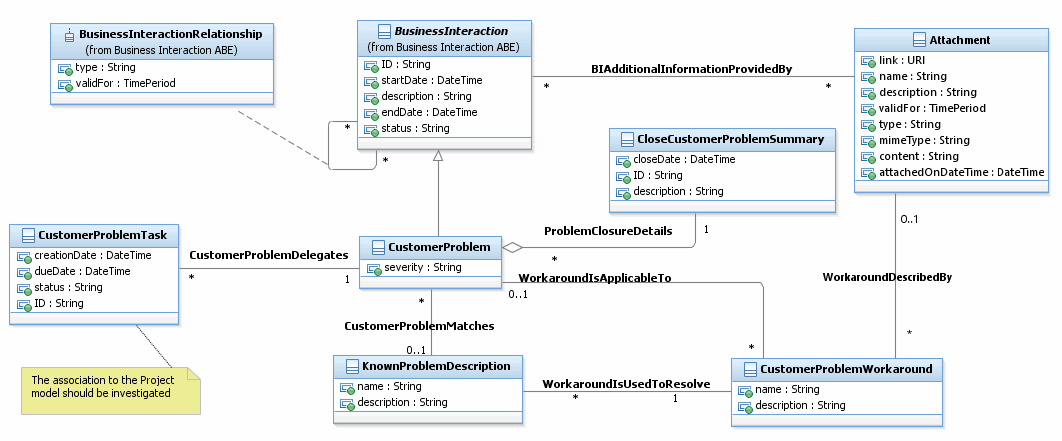 BusinessInteractionRelationship
(from Business Interaction ABE)
type : String
validFor : TimePeriod
BusinessInteraction
(from Business Interaction ABE)
ID : String
startDate : DateTime
description : String
endDate : DateTime
status : String
*
*
BIAdditionalInformationProvidedBy
*
*
Attachment
link : URI
name : String
description : String
validFor : TimePeriod
type : String
mimeType : String
content : String
attachedOnDateTime : DateTime
CloseCustomerProblemSummary
closeDate : DateTime
ID : String
description : String
CustomerProblemTask
creationDate : DateTime
dueDate : DateTime
status : String
ID : String
CustomerProblemDelegates
*
1
CustomerProblem
severity : String
ProblemClosureDetails
*
1
WorkaroundIsApplicableTo
0..1
*
0..1
WorkaroundDescribedBy
*
*
CustomerProblemMatches
0..1
The association to the Project
model should be investigated
KnownProblemDescription
name : String
description : String
WorkaroundIsUsedToResolve
*
1
CustomerProblemWorkaround
name : String
description : String